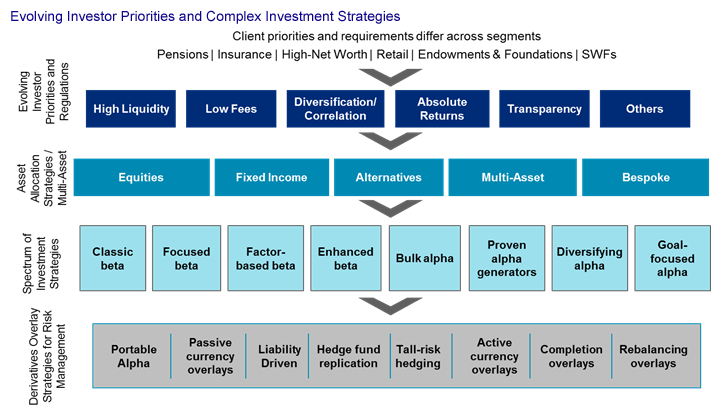 Evolving Investor Priorities and Complex Investment Strategies
Client priorities and requirements differ across segments
Pensions | Insurance | High-Net Worth | Retail | Endowments & Foundations | SWFs
Evolving
Investor
Priorities and
Regulations
High Liquidity
Low Fees
Diversification/
Correlation
Absolute
Returns
Transparency
Others
Asset
Allocation
Strategies /
Multi-Asset
Equities
Fixed Income
Alternatives
Multi-Asset
Bespoke
Spectrum of
Investment
Strategies
Classic
beta
Focused
beta
Factor-
based beta
Enhanced
beta
Bulk alpha
Proven
alpha
generators
Diversifying
alpha
Goal-
focused
alpha
Derivatives Overlay
Strategies for Risk
Management
Portable
Alpha
Passive
currency
overlays
Liability
Driven
Hedge fund
replication
Tall-risk
hedging
Active
currency
overlays
Completion
overlays
Rebalancing
overlays